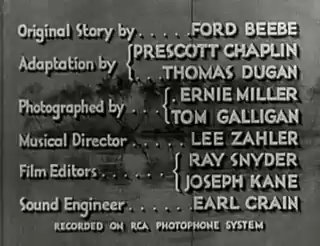 Original Story by......FORD BEEBE
Adaptation by {PRESCOTT CHAPLIN
....THOMAS DUGAN
Photographed by...{.ERNIE MILLER
TOM GALLIGAN
Musical Director......LEE ZAHLER
Film Editors.....{.RAY SNYDER
JOSEPH KANE
Sound Engineer......EARL CRAIN
RECORDED ON RCA PHOTOPHONE SYSTEM